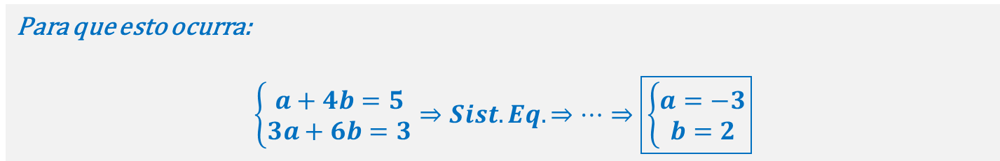 Para que esto ocurra:
{ a + 4b = 5
3a + 6b = 3 ⇒ Sist. Eq. ⇒ ⋯ ⇒ { a = −3
b = 2